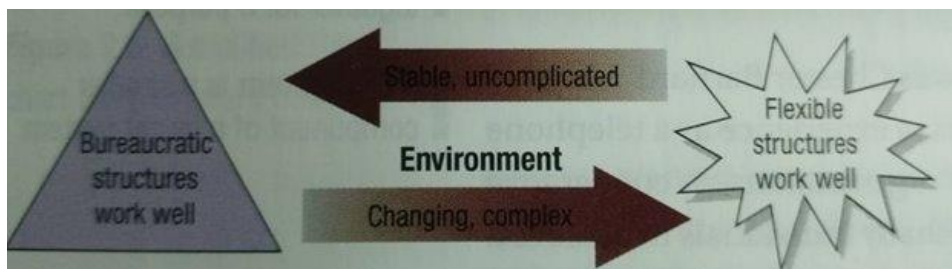 Stable, uncomplicated
Bureaucratic
structures
work well
Environment
Changing, complex
Flexible
structures
work well